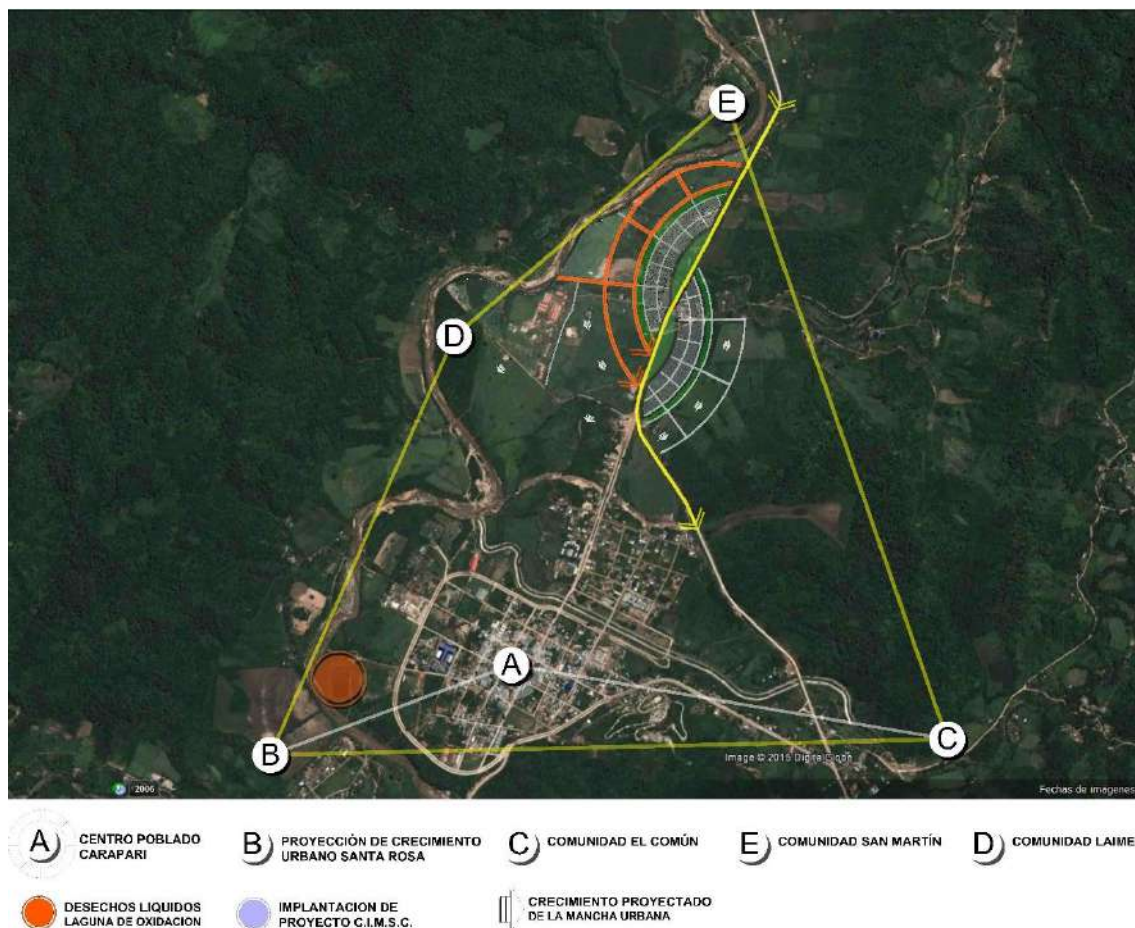 E
D
A
B
C
Image © 2015 DigitalGlobe
2006
Fechas de imágenes
A CENTRO POBLADO
CARAPARI
B PROYECCIÓN DE CRECIMIENTO
URBANO SANTA ROSA
C COMUNIDAD EL COMÚN
E COMUNIDAD SAN MARTÍN
D COMUNIDAD LAIME
DESECHOS LIQUIDOS
LAGUNA DE OXIDACION
IMPLANTACION DE
PROYECTO C.I.M.S.C.
CRECIMIENTO PROYECTADO
DE LA MANCHA URBANA